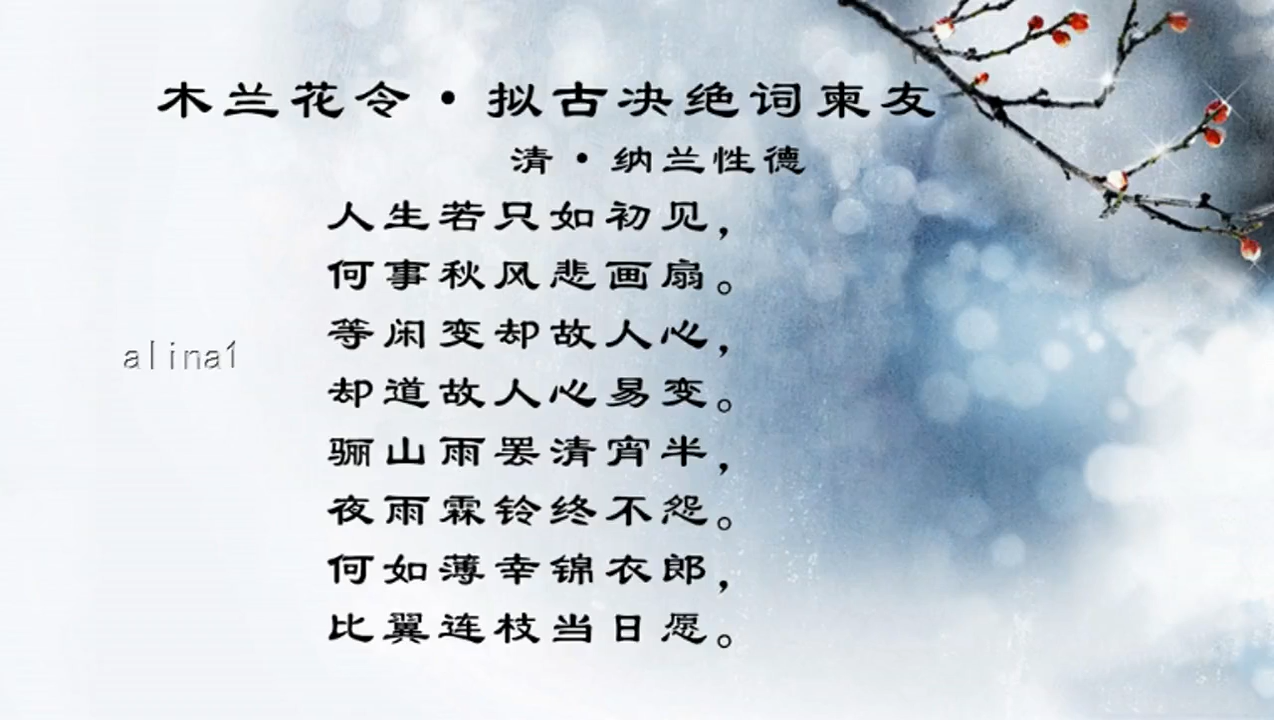 木兰花令·拟古决绝词柬友
清·纳兰性德
人生若只如初见，
何事秋风悲画扇。
等闲变却故人心，
却道故人心易变。
alina1
骊山雨罢清宵半，
夜雨霖铃终不怨。
何如薄幸锦衣郎，
比翼连枝当日愿。